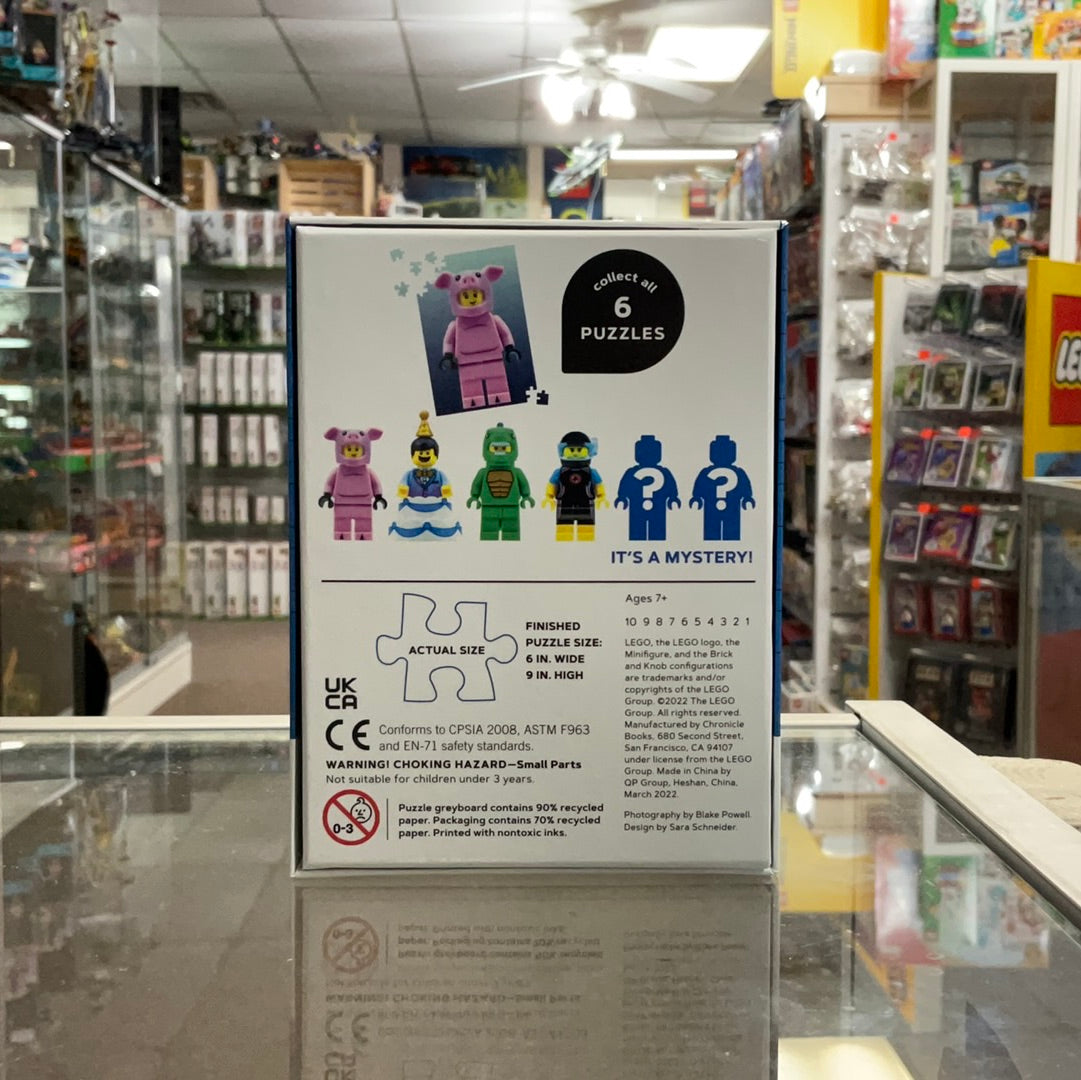 collect all
6
PUZZLES
?
?
IT'S A MYSTERY!
ACTUAL SIZE
FINISHED
PUZZLE SIZE:
6 IN. WIDE
9 IN. HIGH
UK
CA
CE
Conforms to CPSIA 2008, ASTM F963
and EN-71 safety standards.
WARNING! CHOKING HAZARD—Small Parts
Not suitable for children under 3 years.
0-3
Puzzle greyboard contains 90% recycled
paper. Packaging contains 70% recycled
paper. Printed with nontoxic inks.
Ages 7+
10 9 8 7 6 5 4 3 2 1
LEGO, the LEGO logo, the
Minifigure, and the Brick
and Knob configurations
are trademarks and/or
copyrights of the LEGO
Group. ©2022 The LEGO
Group. All rights reserved.
Manufactured by Chronicle
Books, 680 Second Street,
San Francisco, CA 94107
under license from the LEGO
Group. Made in China by
QP Group, Heshan, China,
March 2022.
Photography by Blake Powell.
Design by Sara Schneider.